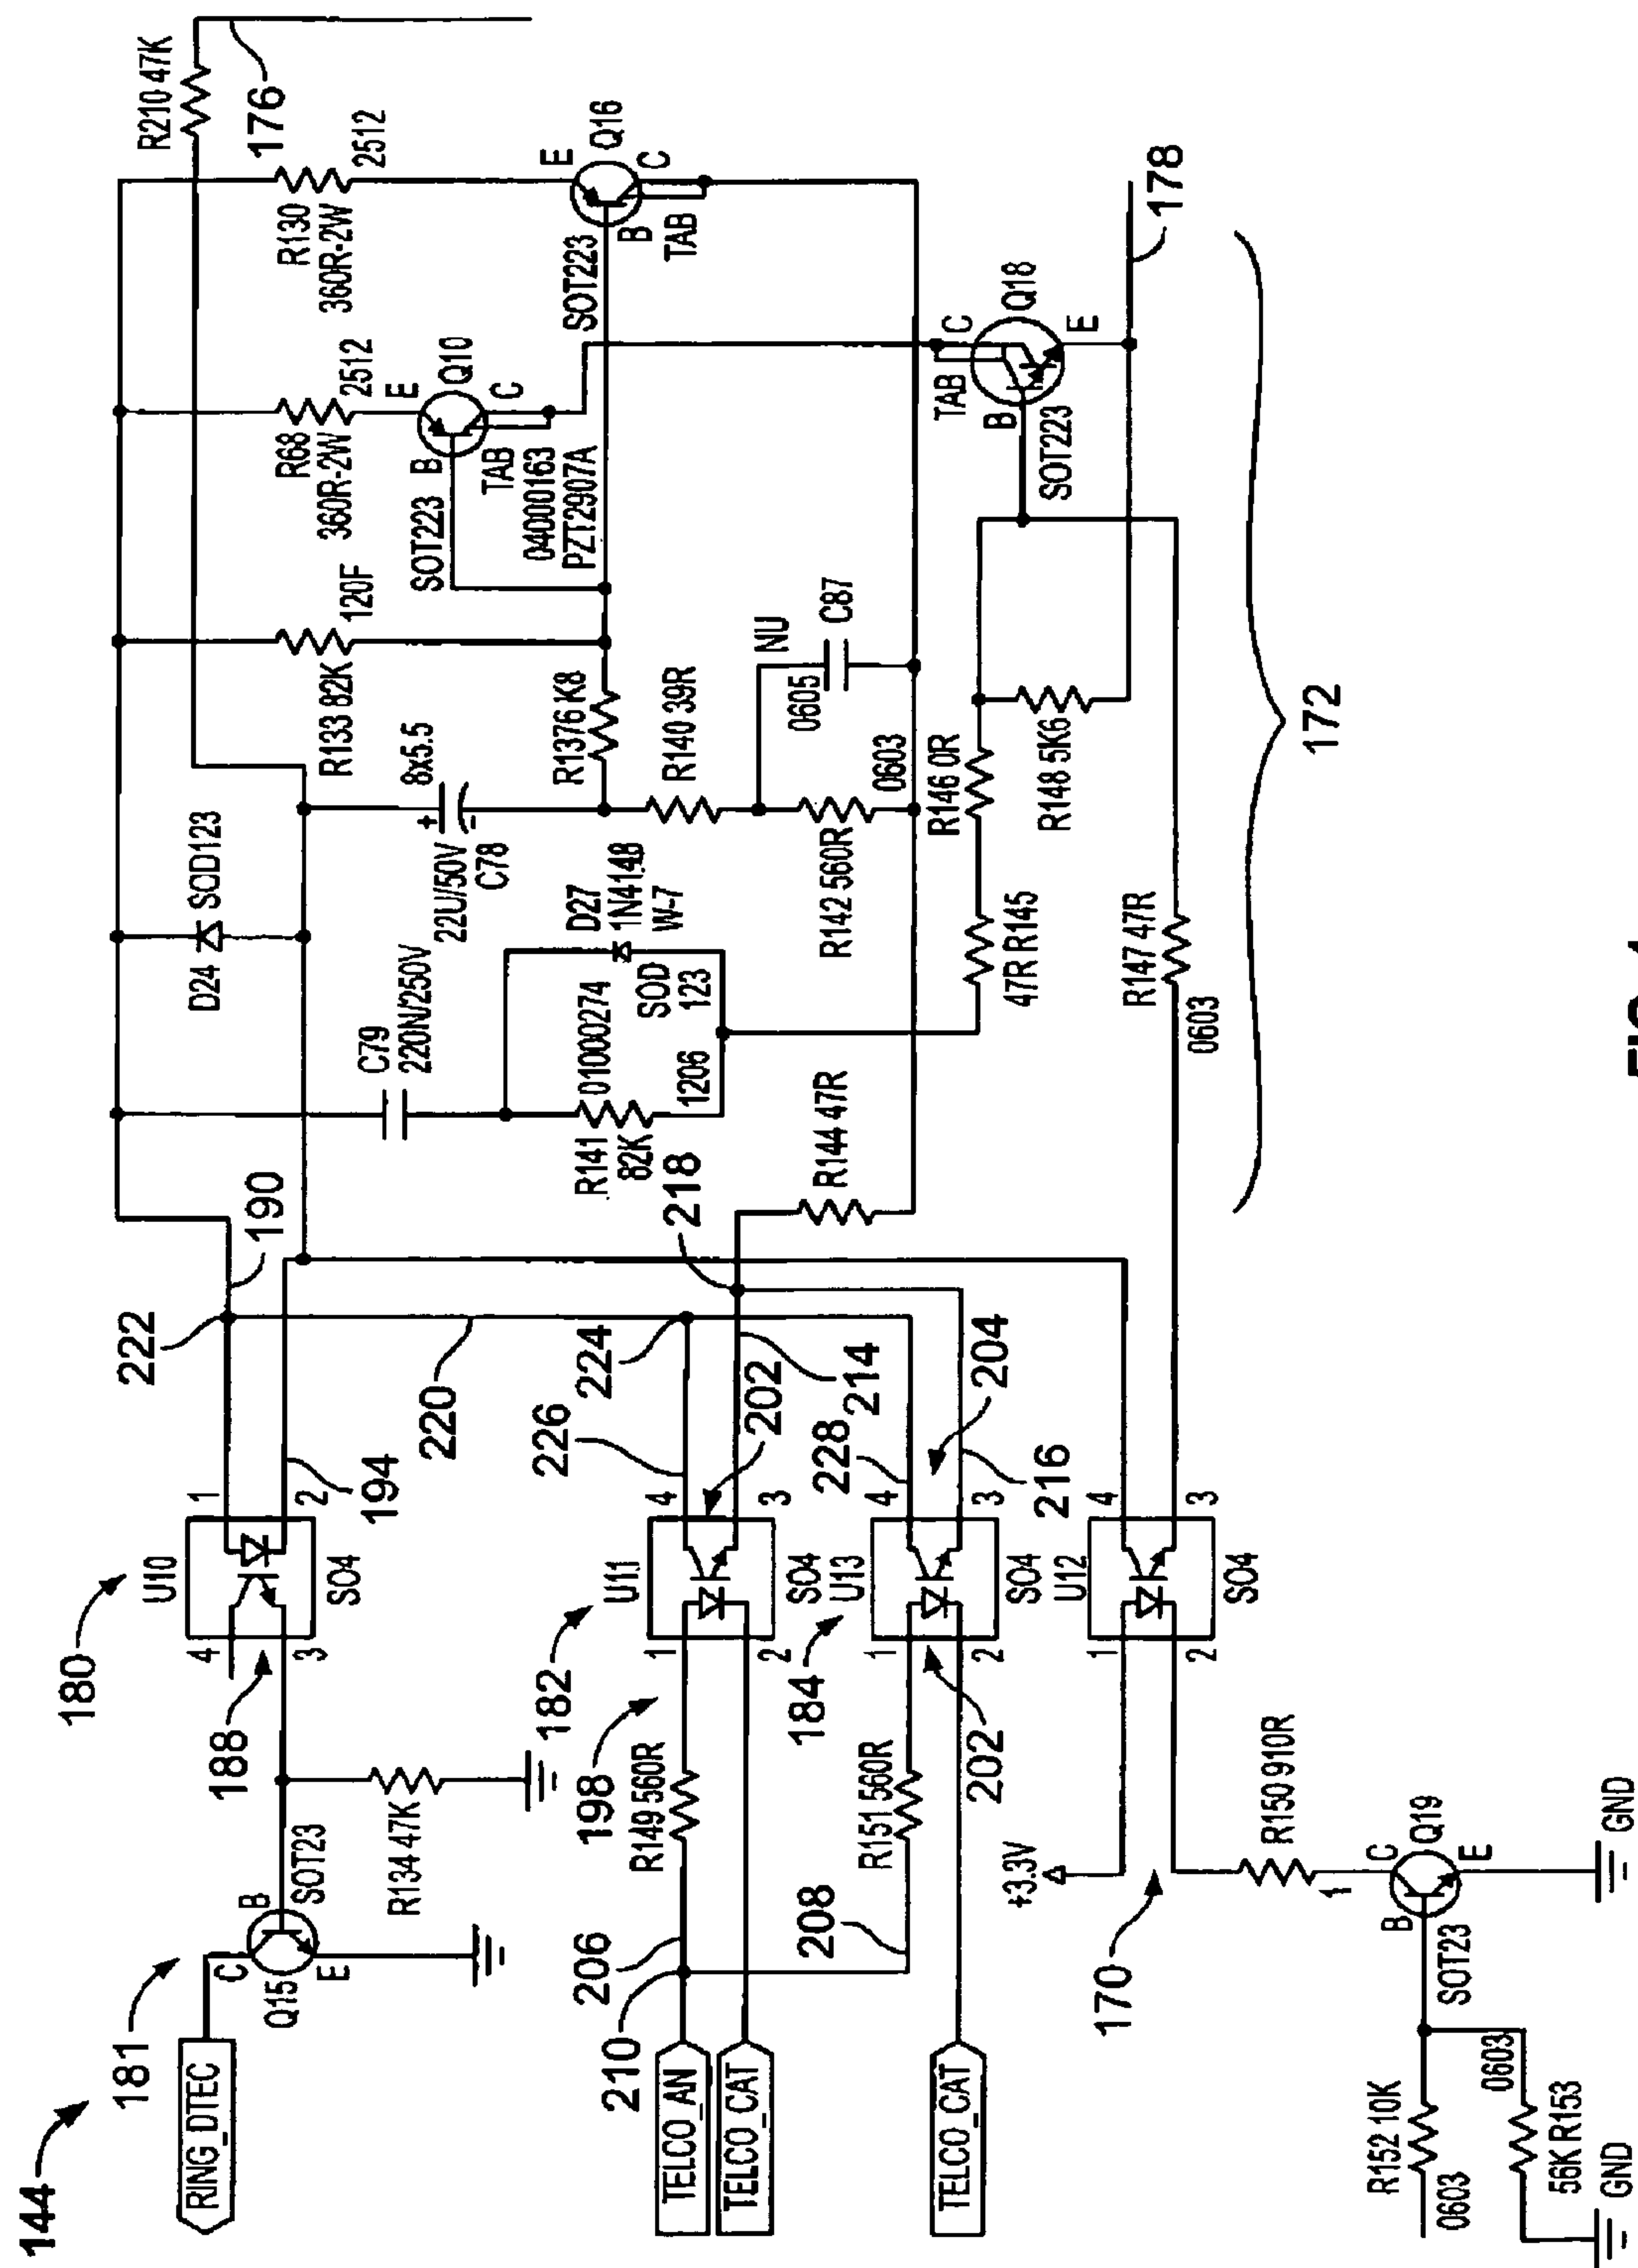 144
181
180
RING_DTEC
C
B
E
Q15
SOT23
R134 47K
188
4
3
U10
SO4
1
2
194
222
190
220
D24
SOD123
C79
220N/250V
22U/50V
C78
8x5.5
+
-
R133 82K
120F
R68
360R-2W
2512
E
B
C
Q10
SOT223
TAB
04000163
PZT2907A
R130
360R-2W
2512
R210 47K
176
E
B
C
Q16
SOT223
TAB
R1376 K8
R140 39R
NU
0605
C87
R142 560R
0603
D27
1N4148
W-7
SOD
123
R141
82K
01000274
1206
218
R144 47R
R146 0R
47R R145
R148 5K6
R147 47R
0603
TAB
C
B
E
Q18
SOT223
178
172
TELCO_AN
TELCO_CAT
TELCO_CAT
210
206
208
198
R149 560R
R151 560R
182
1
2
U11
SO4
4
3
226
224
202
214
184
1
2
U13
SO4
4
3
228
204
216
202
+3.3V
170
1
2
U12
SO4
4
3
R150 910R
1
C
B
E
Q19
SOT23
GND
R152 10K
0603
0603
56K R153
GND